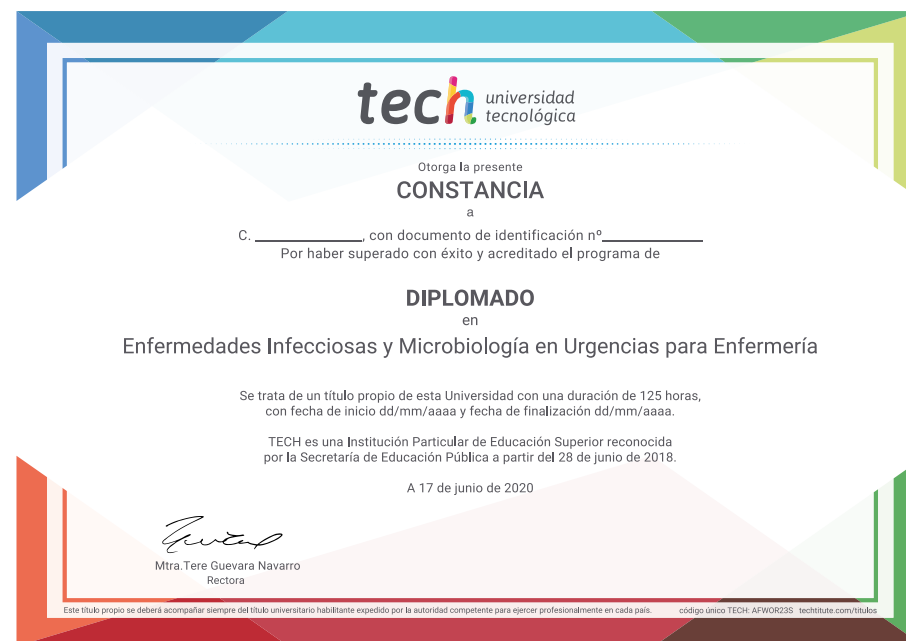 tech universidad
tecnológica
Otorga la presente
CONSTANCIA
a
C. ______________, con documento de identificación nº_____________
Por haber superado con éxito y acreditado el programa de
DIPLOMADO
en
Enfermedades Infecciosas y Microbiología en Urgencias para Enfermería
Se trata de un título propio de esta Universidad con una duración de 125 horas,
con fecha de inicio dd/mm/aaaa y fecha de finalización dd/mm/aaaa.
TECH es una Institución Particular de Educación Superior reconocida
por la Secretaría de Educación Pública a partir del 28 de junio de 2018.
A 17 de junio de 2020
Mtra.Tere Guevara Navarro
Rectora
Este título propio se deberá acompañar siempre del título universitario habilitante expedido por la autoridad competente para ejercer profesionalmente en cada país. código único TECH: AFWOR23S techtitute.com/titulos